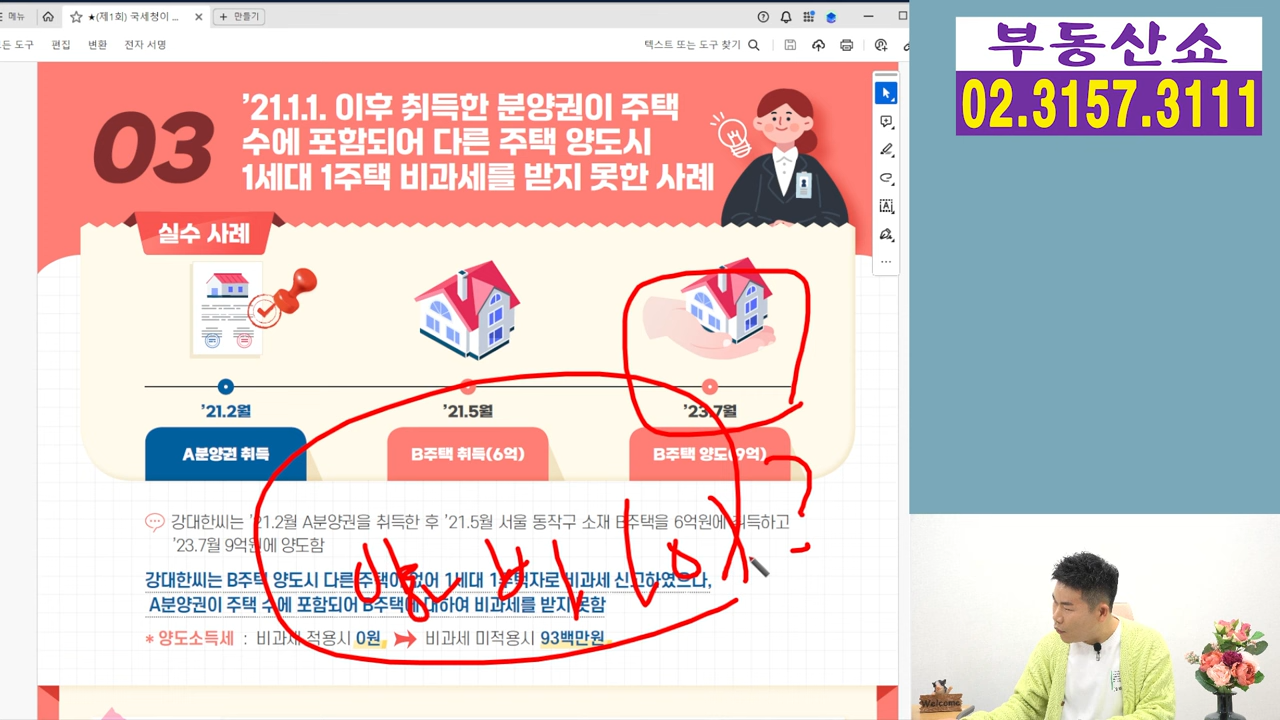 메뉴
★(제1회) 국세청이 ...
만들기
든 도구
편집
변환
전자 서명
텍스트 또는 도구 찾기
부동산쇼
02.3157.3111
03
'21.1.1. 이후 취득한 분양권이 주택
수에 포함되어 다른 주택 양도시
1세대 1주택 비과세를 받지 못한 사례
실수 사례
'21.2월
'21.5월
'23.7월
A분양권 취득
B주택 취득(6억)
B주택 양도(9억)
강대한씨는 '21.2월 A분양권을 취득한 후 '21.5월 서울 동작구 소재 B주택을 6억원에 취득하고
'23.7월 9억원에 양도함
강대한씨는 B주택 양도시 다른 주택이 없어 1세대 1주택자로 비과세 신고하였으나,
A분양권이 주택 수에 포함되어 B주택에 대하여 비과세를 받지 못함
* 양도소득세 : 비과세 적용시 0원 ➔ 비과세 미적용시 93백만원
Welcome